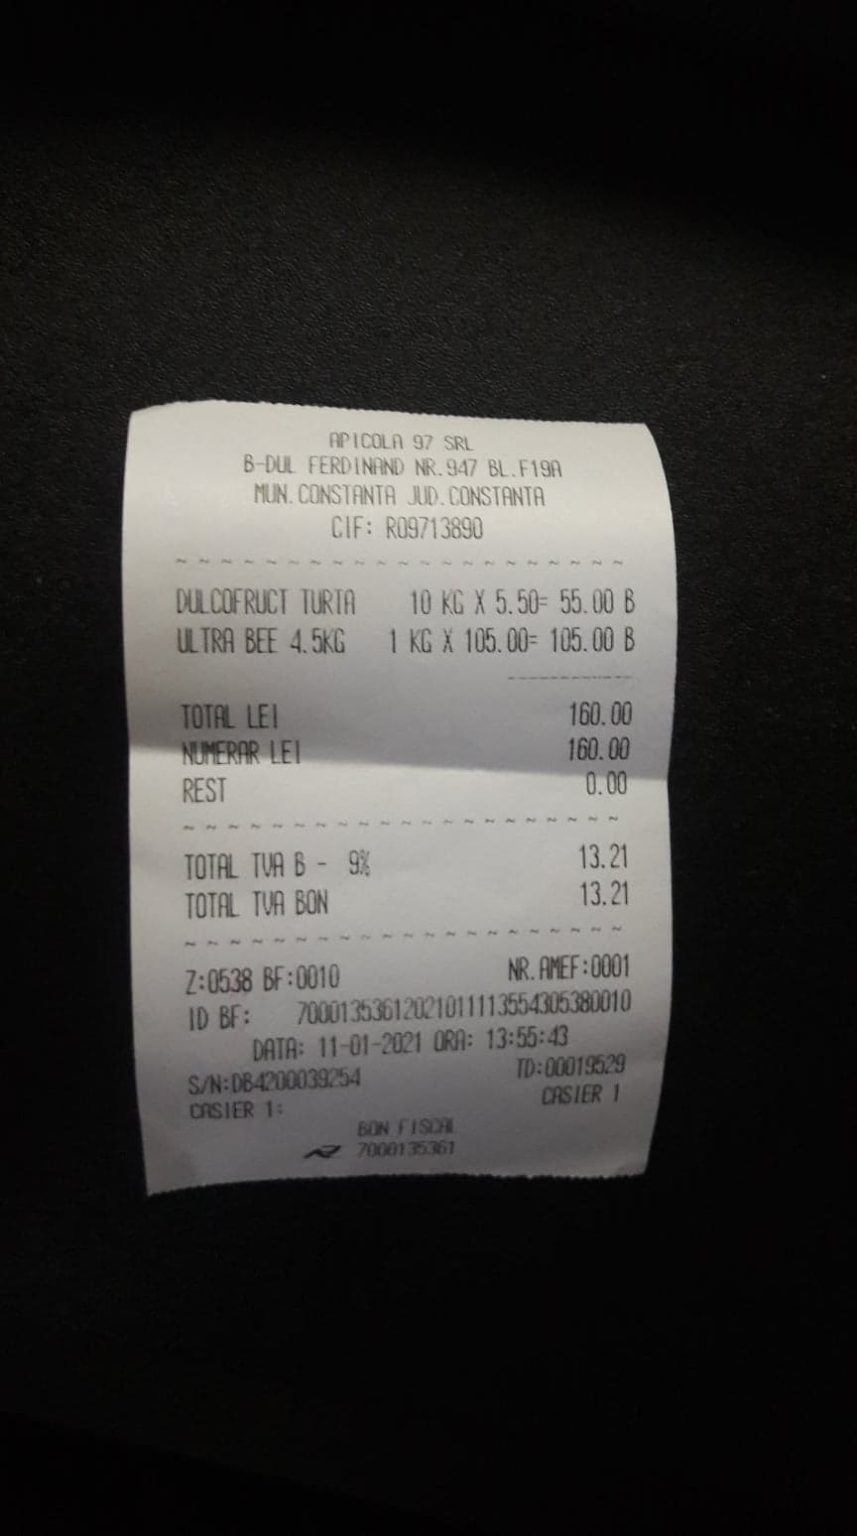 APICOLA 97 SRL
B-DUL FERDINAND NR.947 BL.F19A
MUN.CONSTANTA JUD.CONSTANTA
CIF: RO9713890
~ ~ ~ ~ ~ ~ ~ ~ ~ ~ ~ ~ ~ ~ ~ ~ ~ ~ ~ ~ ~
DULCOFRUCT TURTA 10 KG X 5.50= 55.00 B
ULTRA BEE 4.5KG 1 KG X 105.00= 105.00 B
------------
TOTAL LEI 160.00
NUMERAR LEI 160.00
REST 0.00
~ ~ ~ ~ ~ ~ ~ ~ ~ ~ ~ ~ ~ ~ ~ ~ ~ ~ ~ ~ ~
TOTAL TVA B - 9% 13.21
TOTAL TVA BON 13.21
~ ~ ~ ~ ~ ~ ~ ~ ~ ~ ~ ~ ~ ~ ~ ~ ~ ~ ~ ~ ~
Z:0538 BF:0010 NR.AMEF:0001
ID BF: 70001353612021011113554305380010
DATA: 11-01-2021 ORA: 13:55:43
S/N:DB4200039254 TD:00019529
CASIER 1: CASIER 1
BON FISCAL
7000135361